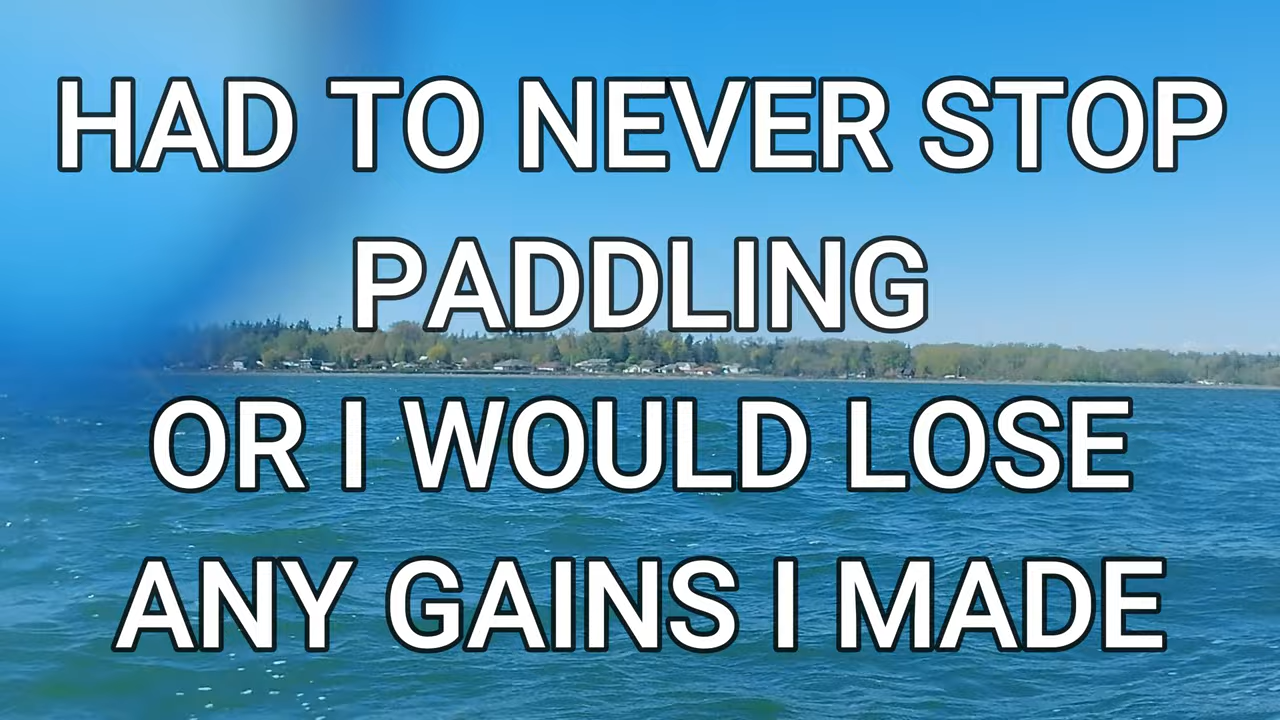 HAD TO NEVER STOP
PADDLING
OR I WOULD LOSE
ANY GAINS I MADE